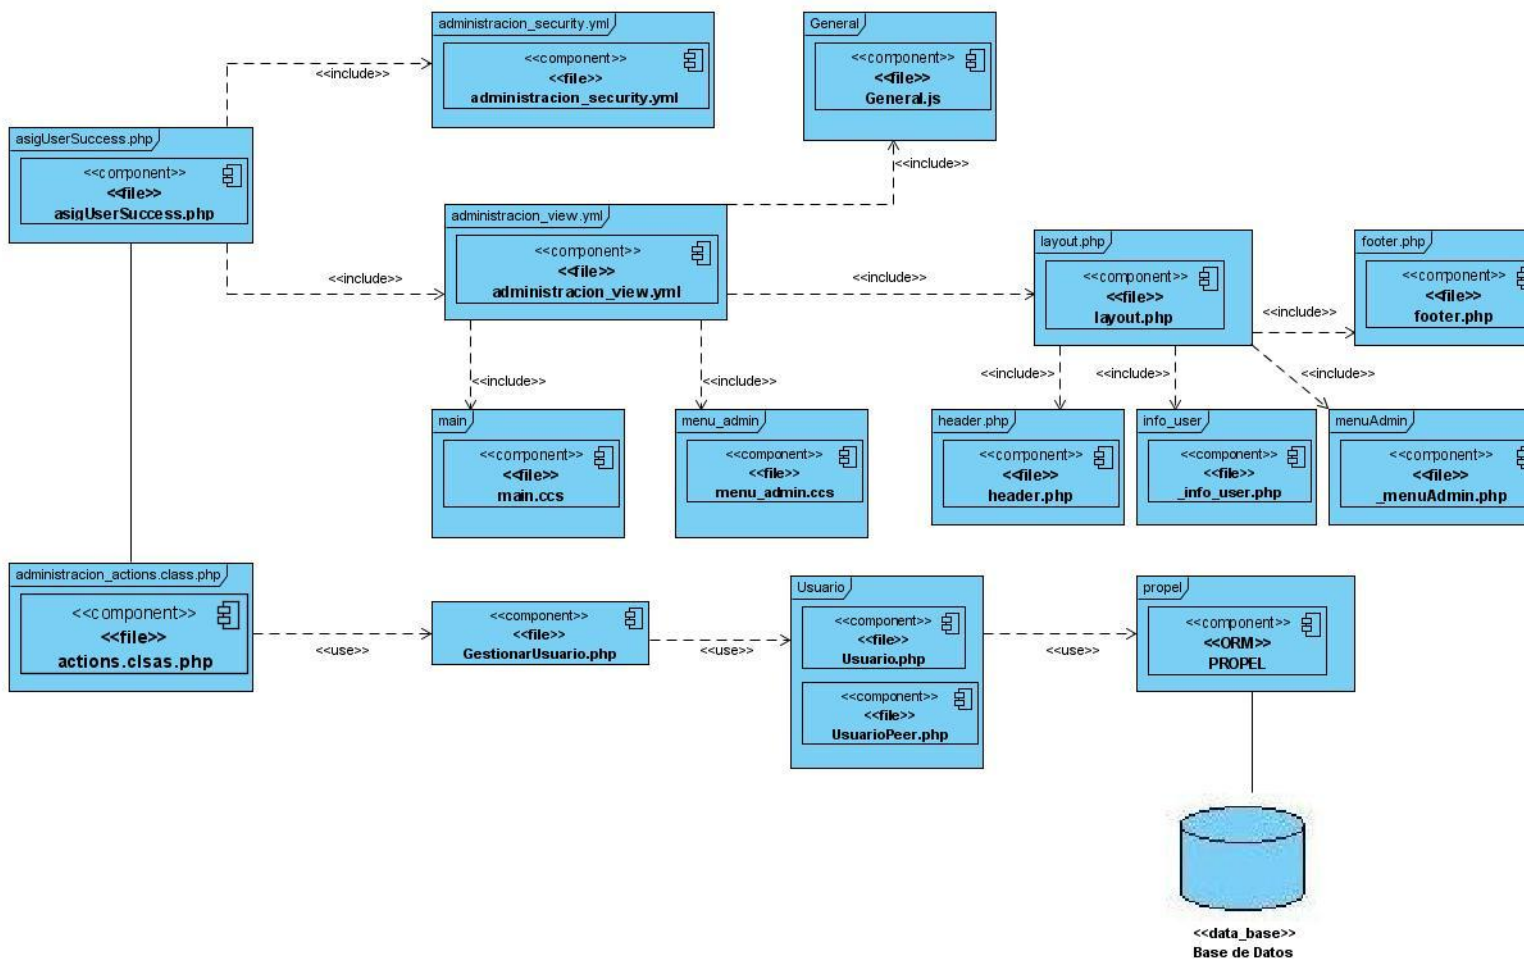 administracion_security.yml
<<component>>
<<file>>
administracion_security.yml
General
<<component>>
<<file>>
General.js
<<include>>
asigUserSuccess.php
<<component>>
<<file>>
asigUserSuccess.php
<<include>>
administracion_view.yml
<<component>>
<<file>>
administracion_view.yml
<<include>>
<<include>>
layout.php
<<component>>
<<file>>
layout.php
footer.php
<<component>>
<<file>>
footer.php
<<include>>
<<include>>
<<include>>
<<include>>
<<include>>
<<include>>
main
<<component>>
<<file>>
main.ccs
menu_admin
<<component>>
<<file>>
menu_admin.ccs
header.php
<<component>>
<<file>>
header.php
info_user
<<component>>
<<file>>
_info_user.php
menuAdmin
<<component>>
<<file>>
_menuAdmin.php
administracion_actions.class.php
<<component>>
<<file>>
actions.clsas.php
<<use>>
<<component>>
<<file>>
GestionarUsuario.php
<<use>>
Usuario
<<component>>
<<file>>
Usuario.php
<<component>>
<<file>>
UsuarioPeer.php
<<use>>
propel
<<component>>
<<ORM>>
PROPEL
<<data_base>>
Base de Datos